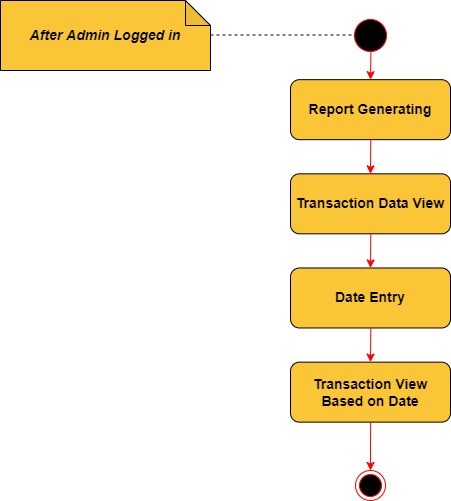 After Admin Logged in
Report Generating
Transaction Data View
Date Entry
Transaction View
Based on Date